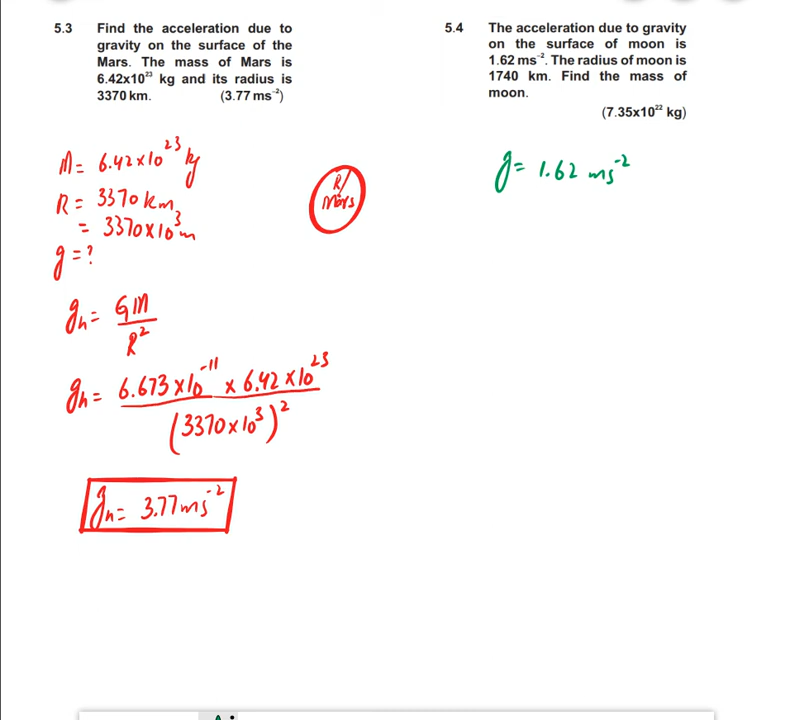 5.3 Find the acceleration due to
gravity on the surface of the
Mars. The mass of Mars is
6.42x10²³ kg and its radius is
3370 km. (3.77 ms⁻²)
M = 6.42 x 10²³ kg
R = 3370 km
= 3370 x 10³ m
g = ?
R/
Mars
gₕ = GM/R²
gₕ = 6.673 x 10⁻¹¹ x 6.42 x 10²³
(3370 x 10³)²
gₕ = 3.77 ms⁻²
5.4 The acceleration due to gravity
on the surface of moon is
1.62 ms⁻². The radius of moon is
1740 km. Find the mass of
moon.
(7.35x10²² kg)
g = 1.62 ms⁻²